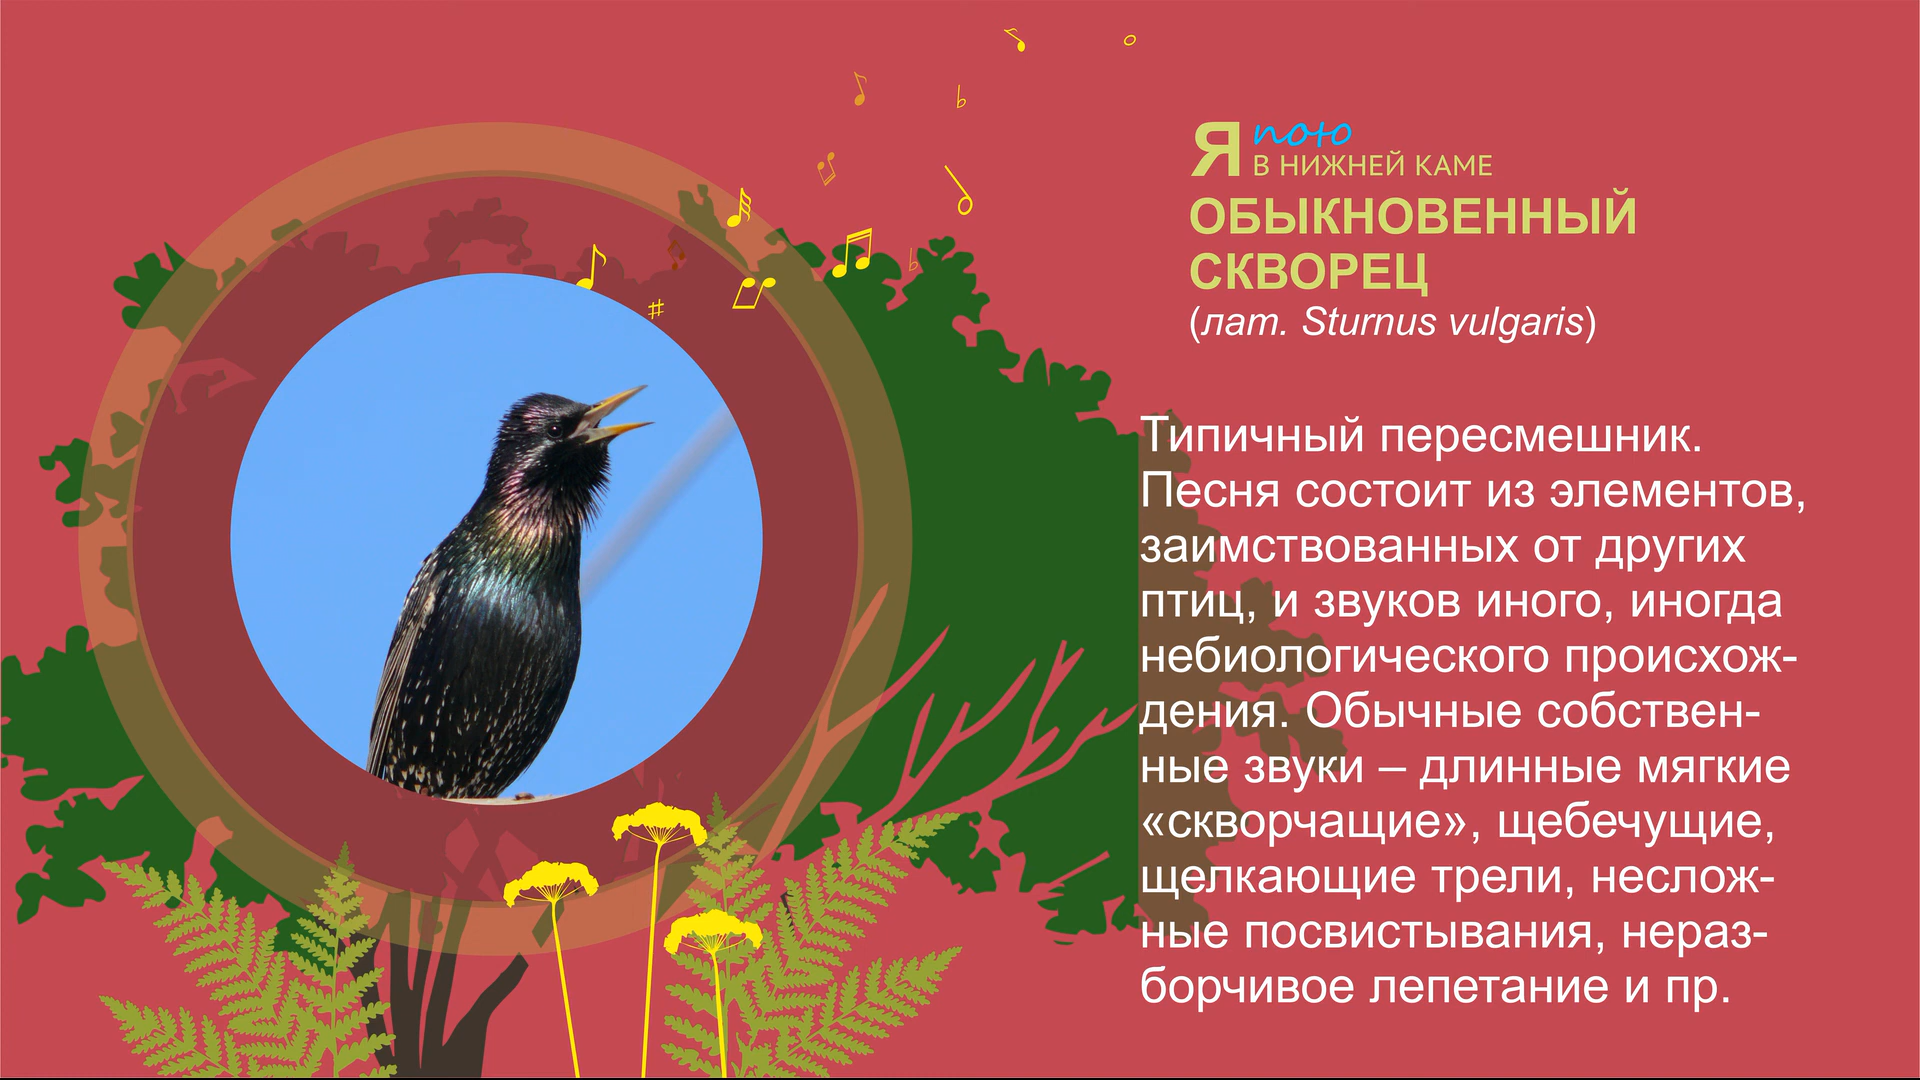 Я пою
В НИЖНЕЙ КАМЕ
ОБЫКНОВЕННЫЙ
СКВОРЕЦ
(лат. Sturnus vulgaris)
Типичный пересмешник.
Песня состоит из элементов,
заимствованных от других
птиц, и звуков иного, иногда
небиологического происхож-
дения. Обычные собствен-
ные звуки – длинные мягкие
«скворчащие», щебечущие,
щелкающие трели, неслож-
ные посвистывания, нераз-
борчивое лепетание и пр.